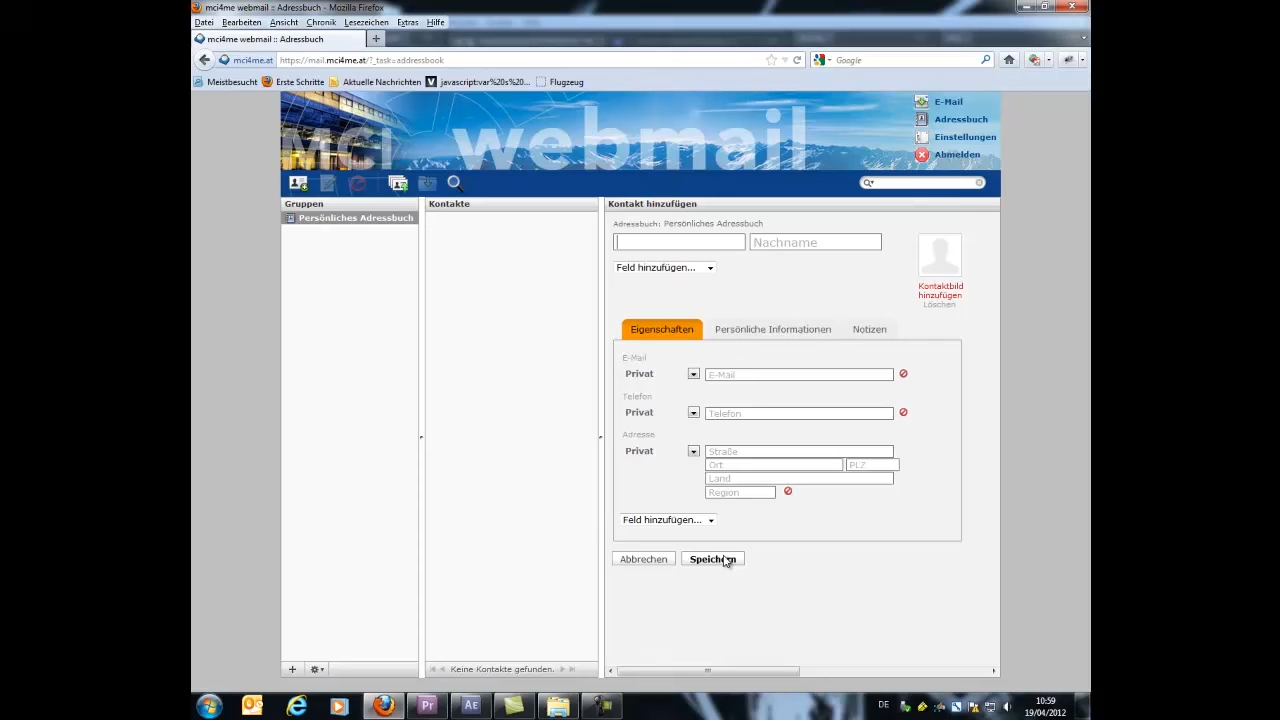 mci4me webmail :: Adressbuch - Mozilla Firefox
Datei Bearbeiten Ansicht Chronik Lesezeichen Extras Hilfe
mci4me webmail :: Adressbuch +
mci4me.at https://mail.mci4me.at/?_task=addressbook Google
Meistbesucht Erste Schritte Aktuelle Nachrichten javascript:var%20s%20... Flugzeug
MCI webmail
E-Mail
Adressbuch
Einstellungen
Abmelden
Gruppen Kontakte Kontakt hinzufügen
Persönliches Adressbuch
Adressbuch: Persönliches Adressbuch
Nachname
Feld hinzufügen...
Kontaktbild
hinzufügen
Löschen
Eigenschaften Persönliche Informationen Notizen
E-Mail
Privat E-Mail
Telefon
Privat Telefon
Adresse
Privat Straße
Ort PLZ
Land
Region
Feld hinzufügen...
Abbrechen Speichern
Keine Kontakte gefunden.
Pr Ae DE 10:59
19/04/2012